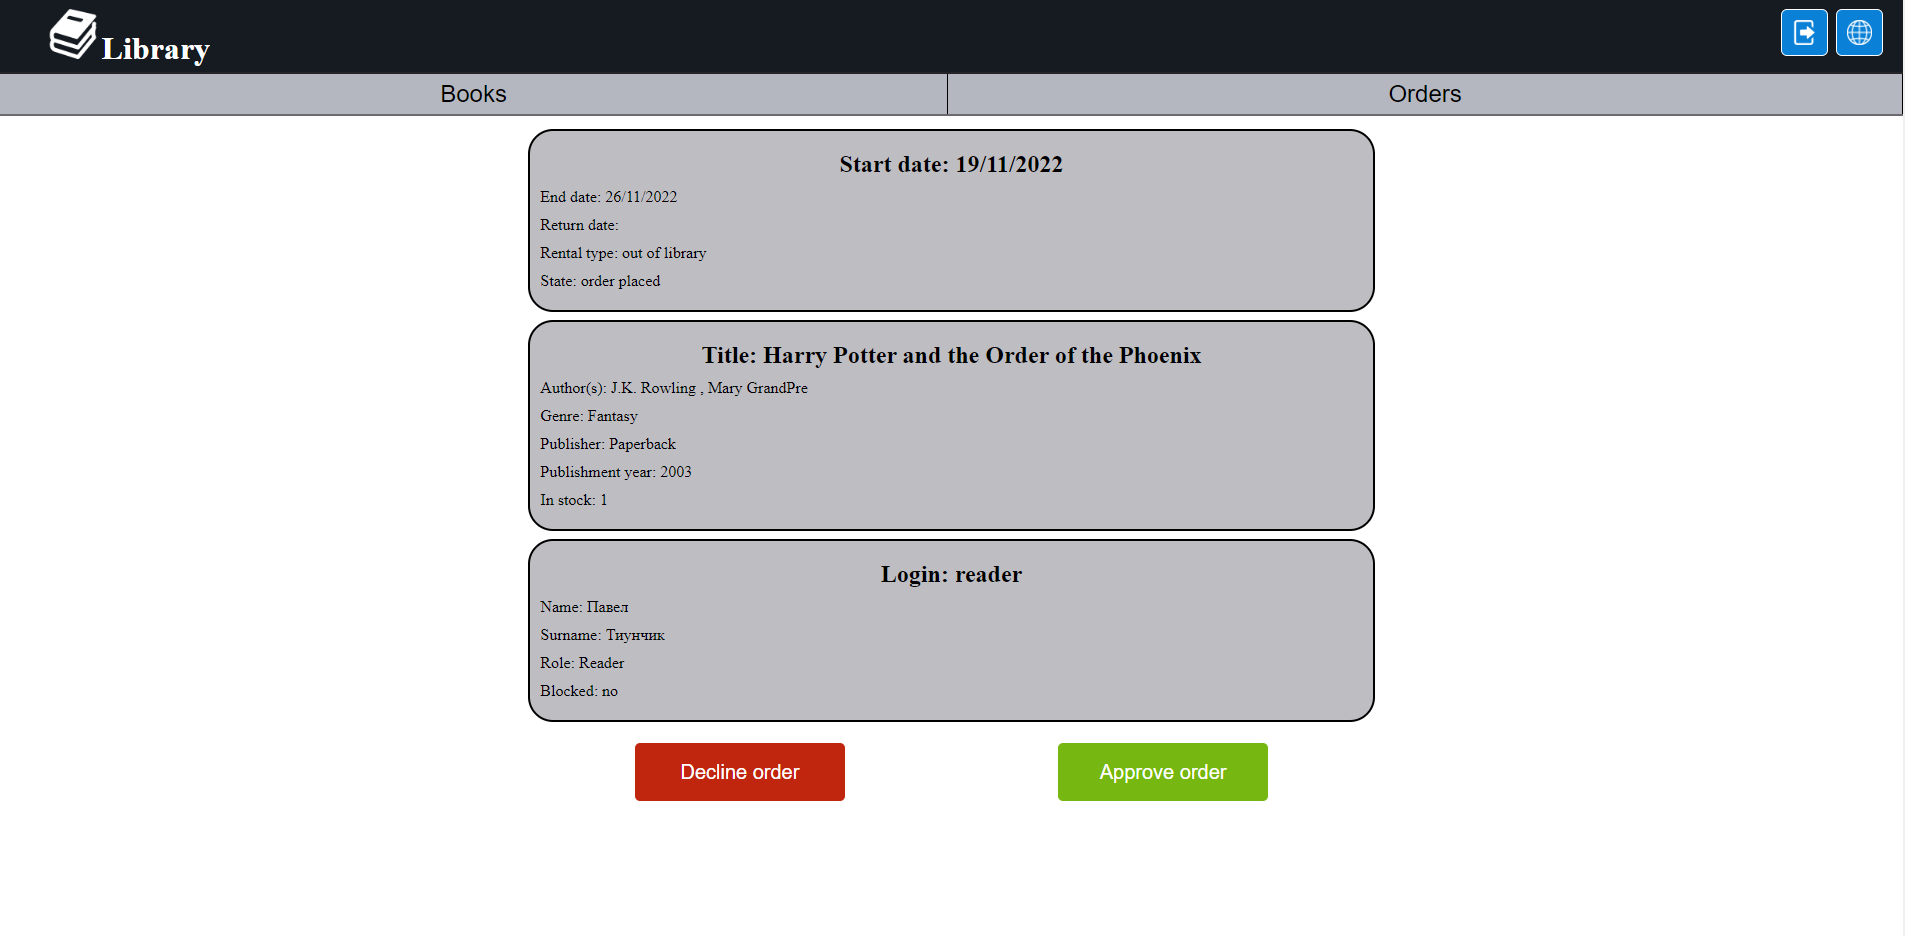 Library
Books
Orders
Start date: 19/11/2022
End date: 26/11/2022
Return date:
Rental type: out of library
State: order placed
Title: Harry Potter and the Order of the Phoenix
Author(s): J.K. Rowling , Mary GrandPre
Genre: Fantasy
Publisher: Paperback
Publishment year: 2003
In stock: 1
Login: reader
Name: Павел
Surname: Тиунчик
Role: Reader
Blocked: no
Decline order
Approve order